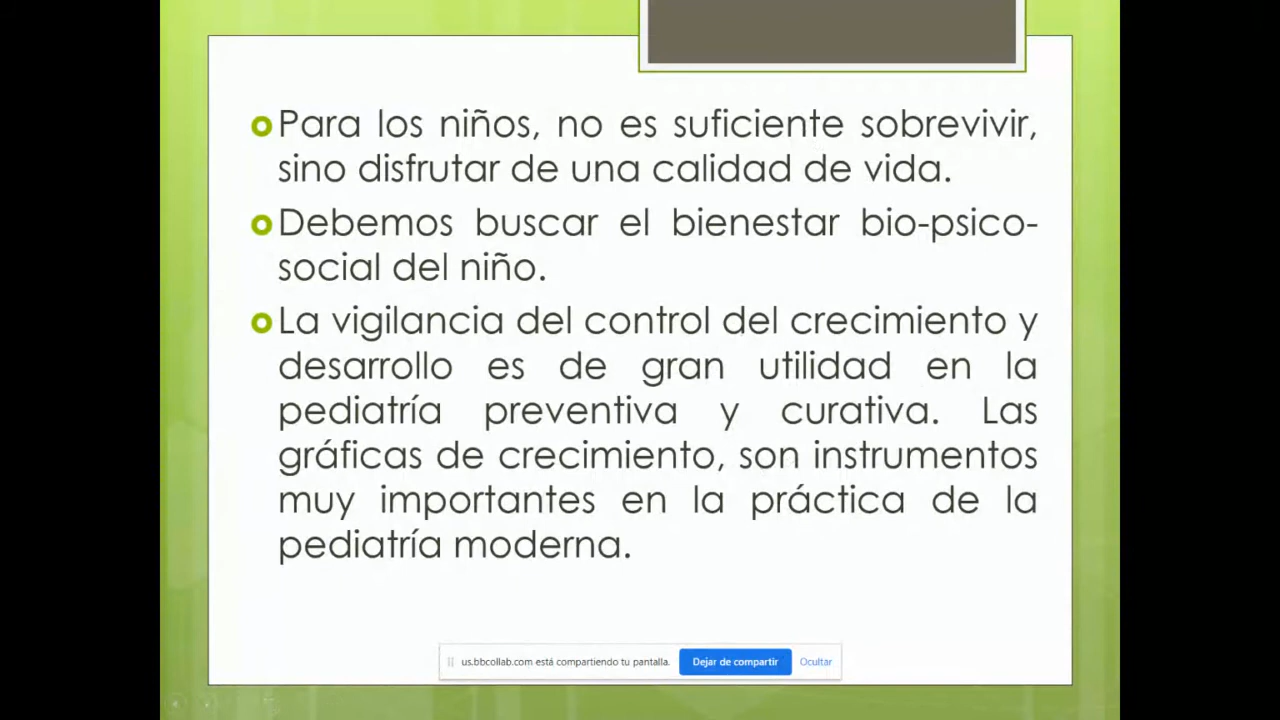 Para los niños, no es suficiente sobrevivir,
sino disfrutar de una calidad de vida.
Debemos buscar el bienestar bio-psico-
social del niño.
La vigilancia del control del crecimiento y
desarrollo es de gran utilidad en la
pediatría preventiva y curativa. Las
gráficas de crecimiento, son instrumentos
muy importantes en la práctica de la
pediatría moderna.
us.bbcollab.com está compartiendo tu pantalla. Dejar de compartir Ocultar